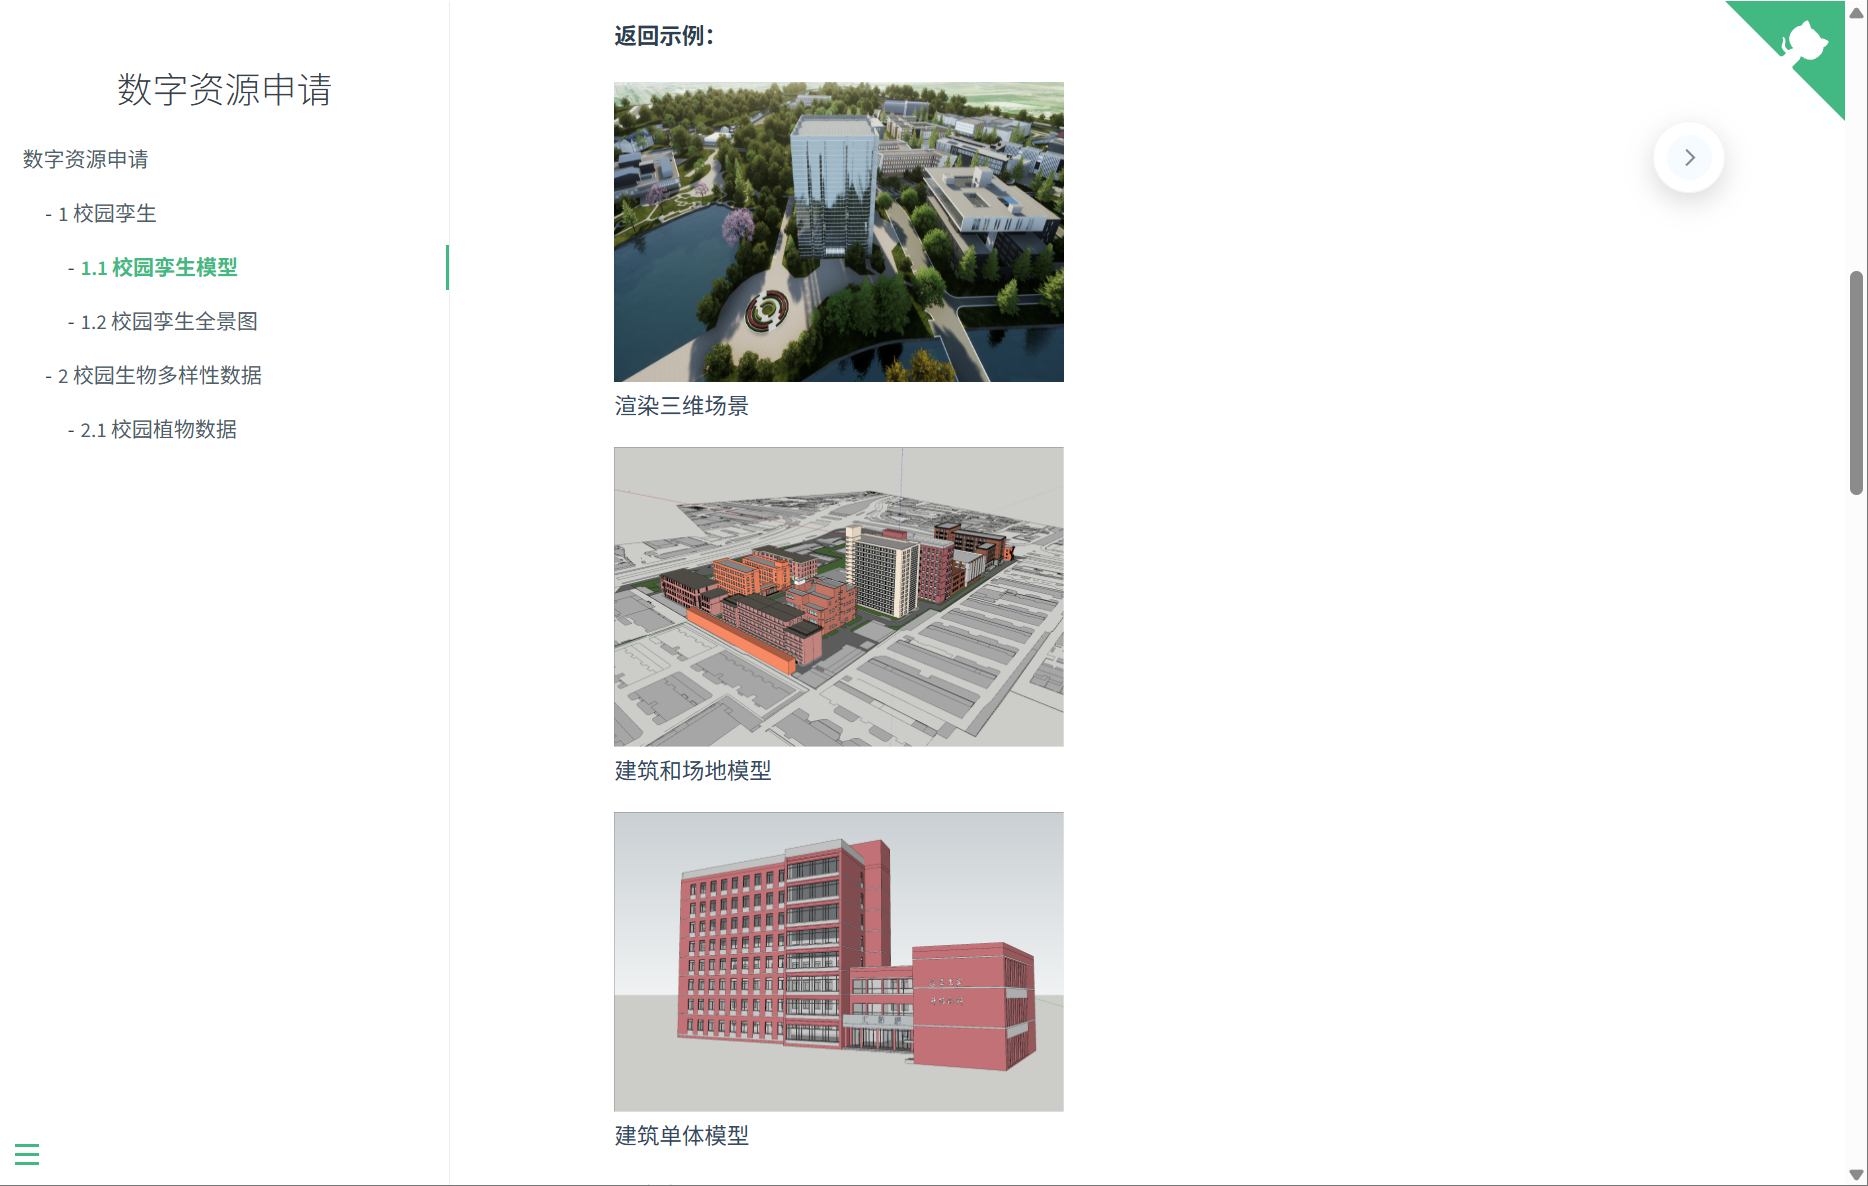 数字资源申请
数字资源申请
- 1 校园孪生
- 1.1 校园孪生模型
- 1.2 校园孪生全景图
- 2 校园生物多样性数据
- 2.1 校园植物数据
返回示例：
渲染三维场景
建筑和场地模型
建筑单体模型